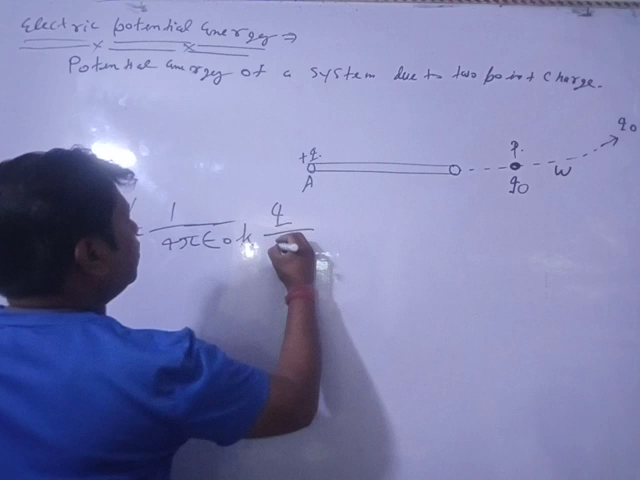 Electric potential energy ⇒
Potential energy of a system due to two point charge.
q0
+q. P.
A q0 W
= 1 / 4πε0k q